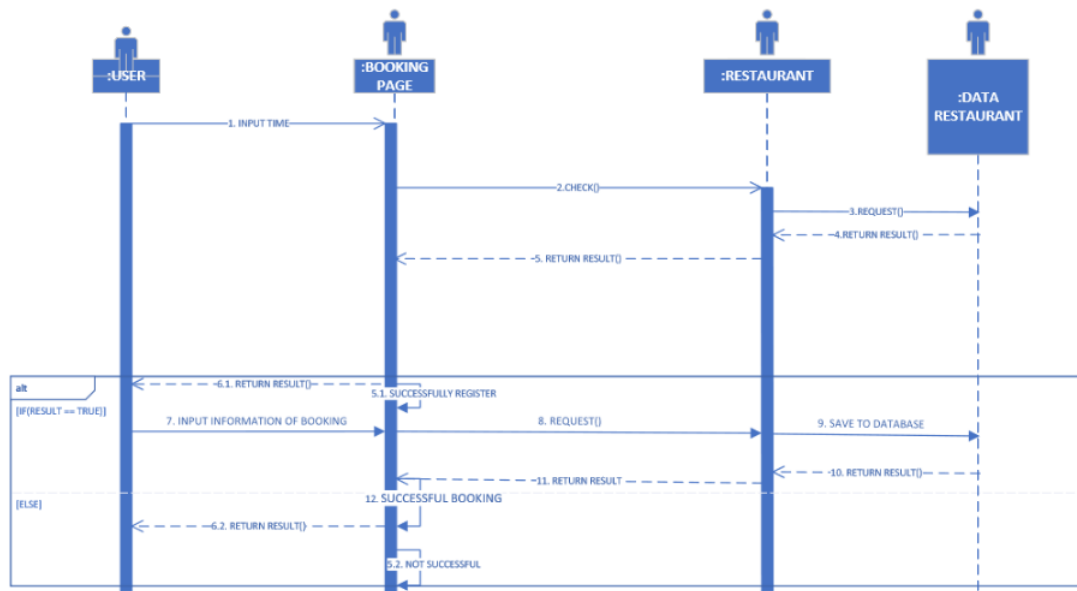 :USER
:BOOKING
PAGE
:RESTAURANT
:DATA
RESTAURANT
1. INPUT TIME
2.CHECK()
3.REQUEST()
4.RETURN RESULT()
5. RETURN RESULT()
alt
6.1. RETURN RESULT()
5.1. SUCCESSFULLY REGISTER
[IF(RESULT == TRUE)]
7. INPUT INFORMATION OF BOOKING
8. REQUEST()
9. SAVE TO DATABASE
10. RETURN RESULT()
11. RETURN RESULT
12. SUCCESSFUL BOOKING
[ELSE]
6.2. RETURN RESULT()
5.2. NOT SUCCESSFUL